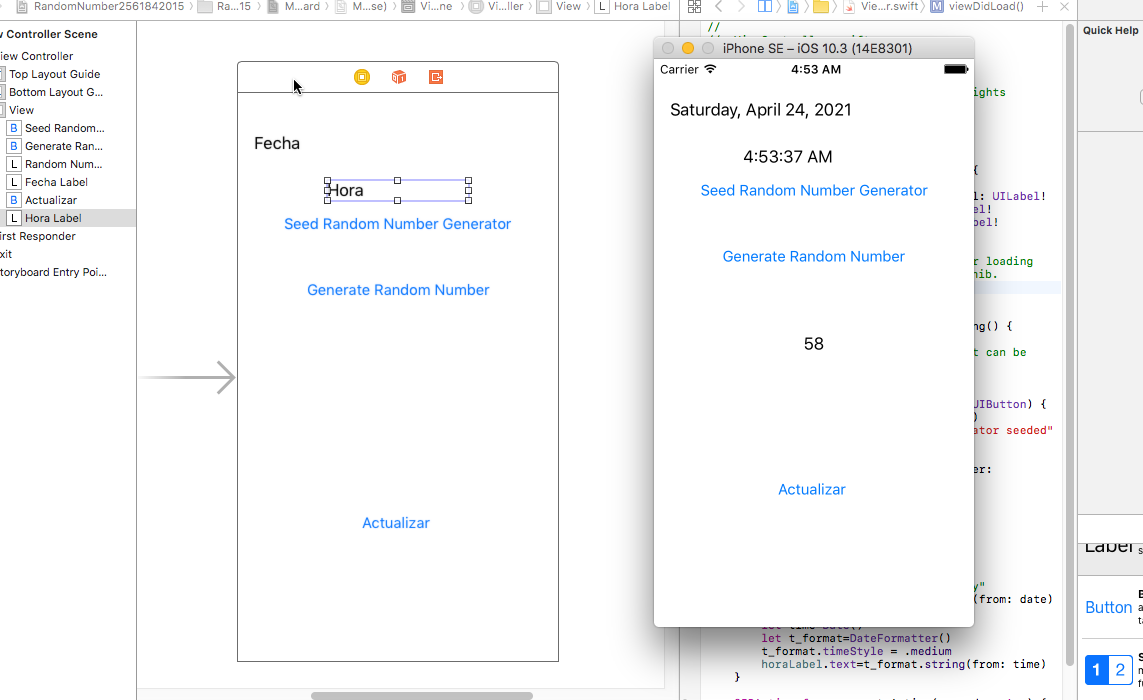 RandomNumber2561842015 Ra...15 M...ard M...se) Vi...ne Vi...ller View L Hora Label
Vie...r.swift M viewDidLoad()
Controller Scene
iew Controller
Top Layout Guide
Bottom Layout G...
View
B Seed Random...
B Generate Ran...
L Random Num...
L Fecha Label
B Actualizar
L Hora Label
irst Responder
xit
toryboard Entry Poi...
Fecha
Hora
Seed Random Number Generator
Generate Random Number
Actualizar
iPhone SE – iOS 10.3 (14E8301)
Carrier 4:53 AM
Saturday, April 24, 2021
4:53:37 AM
Seed Random Number Generator
Generate Random Number
58
Actualizar
//
ights
{
l: UILabel!
el!
bel!
r loading
nib.
ng() {
t can be
UIButton) {
)
ator seeded"
er:
y"
(from: date)
let time=Date()
let t_format=DateFormatter()
t_format.timeStyle = .medium
horaLabel.text=t_format.string(from: time)
}
Quick Help
Label
Button
1 2